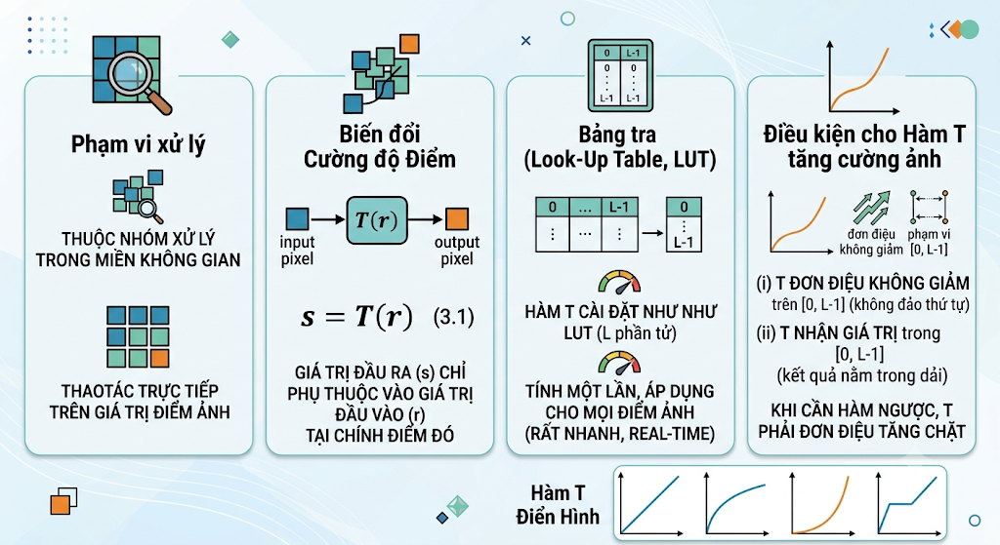 Phạm vi xử lý
THUỘC NHÓM XỬ LÝ
TRONG MIỀN KHÔNG GIAN
THAOTÁC TRỰC TIẾP
TRÊN GIÁ TRỊ ĐIỂM ẢNH
Biến đổi
Cường độ Điểm
T(r)
input
pixel
output
pixel
s = T(r) (3.1)
GIÁ TRỊ ĐẦU RA (s) CHỈ
PHỤ THUỘC VÀO GIÁ TRỊ
ĐẦU VÀO (r)
TẠI CHÍNH ĐIỂM ĐÓ
0 L-1
0 0
⋮ ⋮
L-1 L-1
Bảng tra
(Look-Up Table, LUT)
0 ... L-1 0
⋮ ... ⋮ ⋮
L-1
HÀM T CÀI ĐẶT NHƯ NHƯ
LUT (L phần tử)
TÍNH MỘT LẦN, ÁP DỤNG
CHO MỌI ĐIỂM ẢNH
(RẤT NHANH, REAL-TIME)
Điều kiện cho Hàm T
tăng cường ảnh
đơn điệu
không giảm
phạm vi
[0, L-1]
(i) T ĐƠN ĐIỆU KHÔNG GIẢM
trên [0, L-1] (không đảo thứ tự)
(ii) T NHẬN GIÁ TRỊ trong
[0, L-1]
(kết quả nằm trong dải)
KHI CẦN HÀM NGƯỢC, T
PHẢI ĐƠN ĐIỆU TĂNG CHẶT
Hàm T
Điển Hình